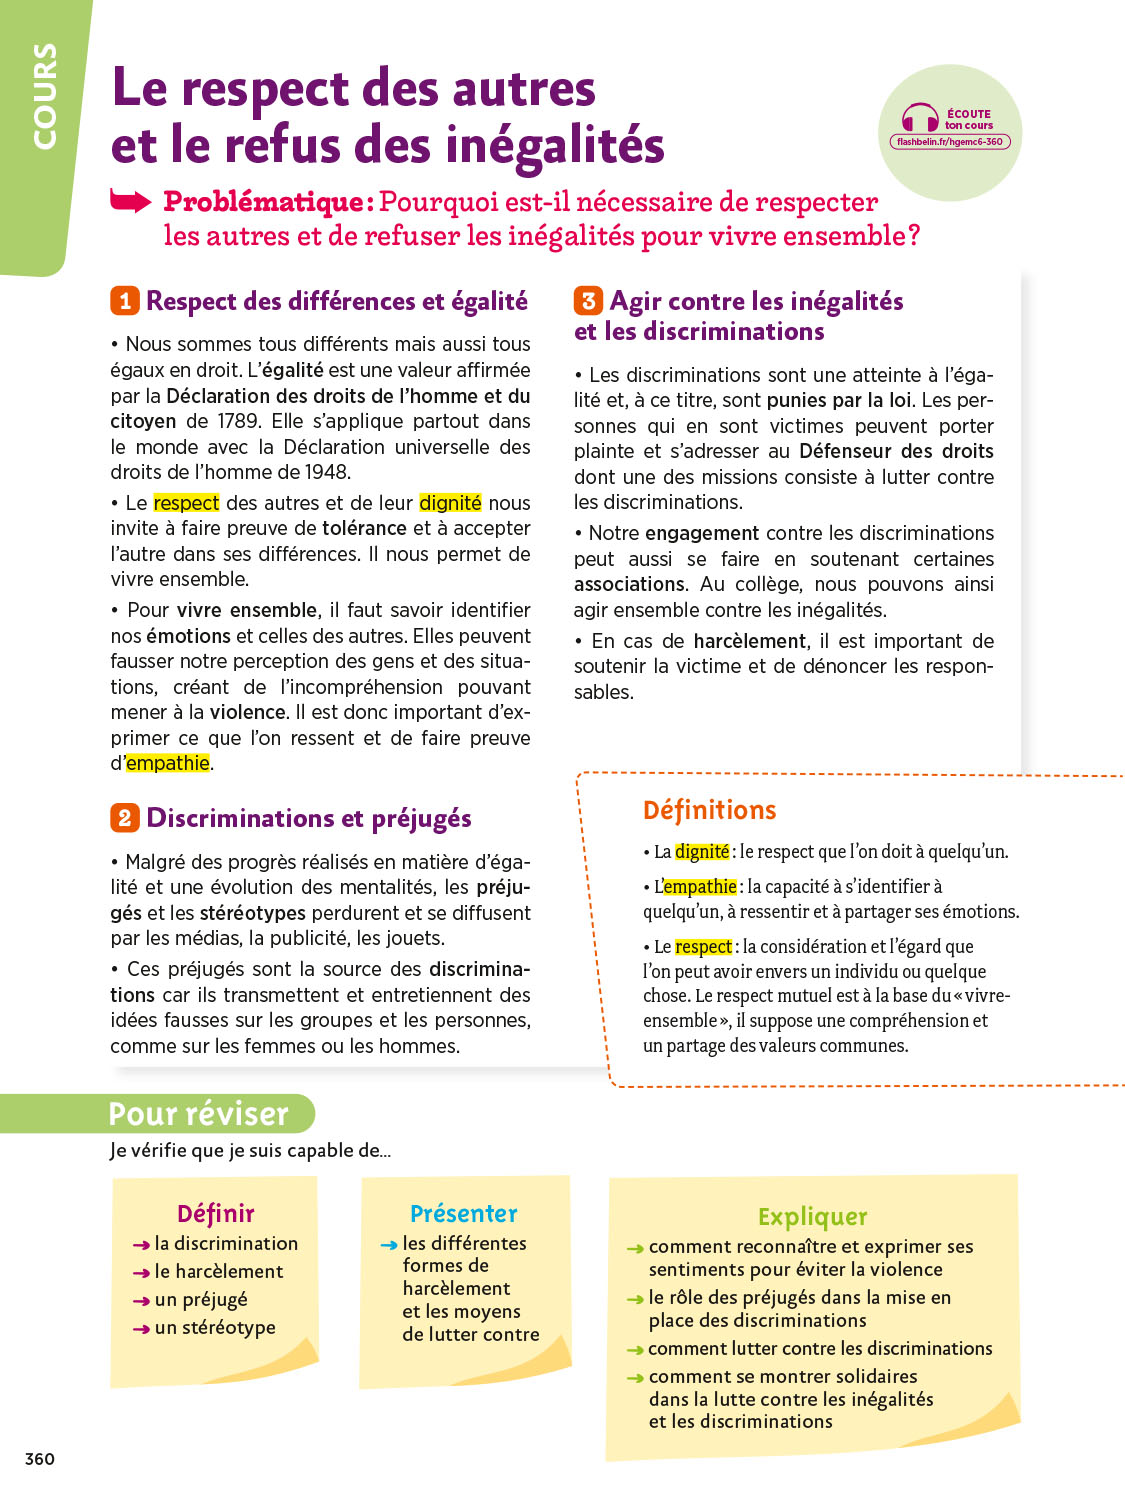 COURS
Le respect des autres
et le refus des inégalités
ÉCOUTE
ton cours
flashbelin.fr/hgemc6-360
Problématique : Pourquoi est-il nécessaire de respecter
les autres et de refuser les inégalités pour vivre ensemble ?
1 Respect des différences et égalité
• Nous sommes tous différents mais aussi tous
égaux en droit. L'égalité est une valeur affirmée
par la Déclaration des droits de l'homme et du
citoyen de 1789. Elle s'applique partout dans
le monde avec la Déclaration universelle des
droits de l'homme de 1948.
• Le respect des autres et de leur dignité nous
invite à faire preuve de tolérance et à accepter
l'autre dans ses différences. Il nous permet de
vivre ensemble.
• Pour vivre ensemble, il faut savoir identifier
nos émotions et celles des autres. Elles peuvent
fausser notre perception des gens et des situa-
tions, créant de l'incompréhension pouvant
mener à la violence. Il est donc important d'ex-
primer ce que l'on ressent et de faire preuve
d'empathie.
2 Discriminations et préjugés
• Malgré des progrès réalisés en matière d'éga-
lité et une évolution des mentalités, les préju-
gés et les stéréotypes perdurent et se diffusent
par les médias, la publicité, les jouets.
• Ces préjugés sont la source des discrimina-
tions car ils transmettent et entretiennent des
idées fausses sur les groupes et les personnes,
comme sur les femmes ou les hommes.
3 Agir contre les inégalités
et les discriminations
• Les discriminations sont une atteinte à l'éga-
lité et, à ce titre, sont punies par la loi. Les per-
sonnes qui en sont victimes peuvent porter
plainte et s'adresser au Défenseur des droits
dont une des missions consiste à lutter contre
les discriminations.
• Notre engagement contre les discriminations
peut aussi se faire en soutenant certaines
associations. Au collège, nous pouvons ainsi
agir ensemble contre les inégalités.
• En cas de harcèlement, il est important de
soutenir la victime et de dénoncer les respon-
sables.
Définitions
• La dignité : le respect que l'on doit à quelqu'un.
• L'empathie : la capacité à s'identifier à
quelqu'un, à ressentir et à partager ses émotions.
• Le respect : la considération et l'égard que
l'on peut avoir envers un individu ou quelque
chose. Le respect mutuel est à la base du « vivre-
ensemble », il suppose une compréhension et
un partage des valeurs communes.
Pour réviser
Je vérifie que je suis capable de...
Définir
la discrimination
le harcèlement
un préjugé
un stéréotype
Présenter
les différentes
formes de
harcèlement
et les moyens
de lutter contre
Expliquer
comment reconnaître et exprimer ses
sentiments pour éviter la violence
le rôle des préjugés dans la mise en
place des discriminations
comment lutter contre les discriminations
comment se montrer solidaires
dans la lutte contre les inégalités
et les discriminations
360